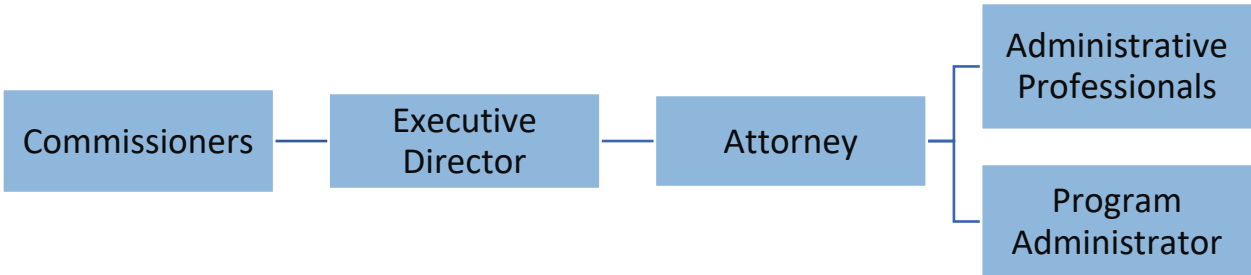 Commissioners
Executive
Director
Attorney
Administrative
Professionals
Program
Administrator